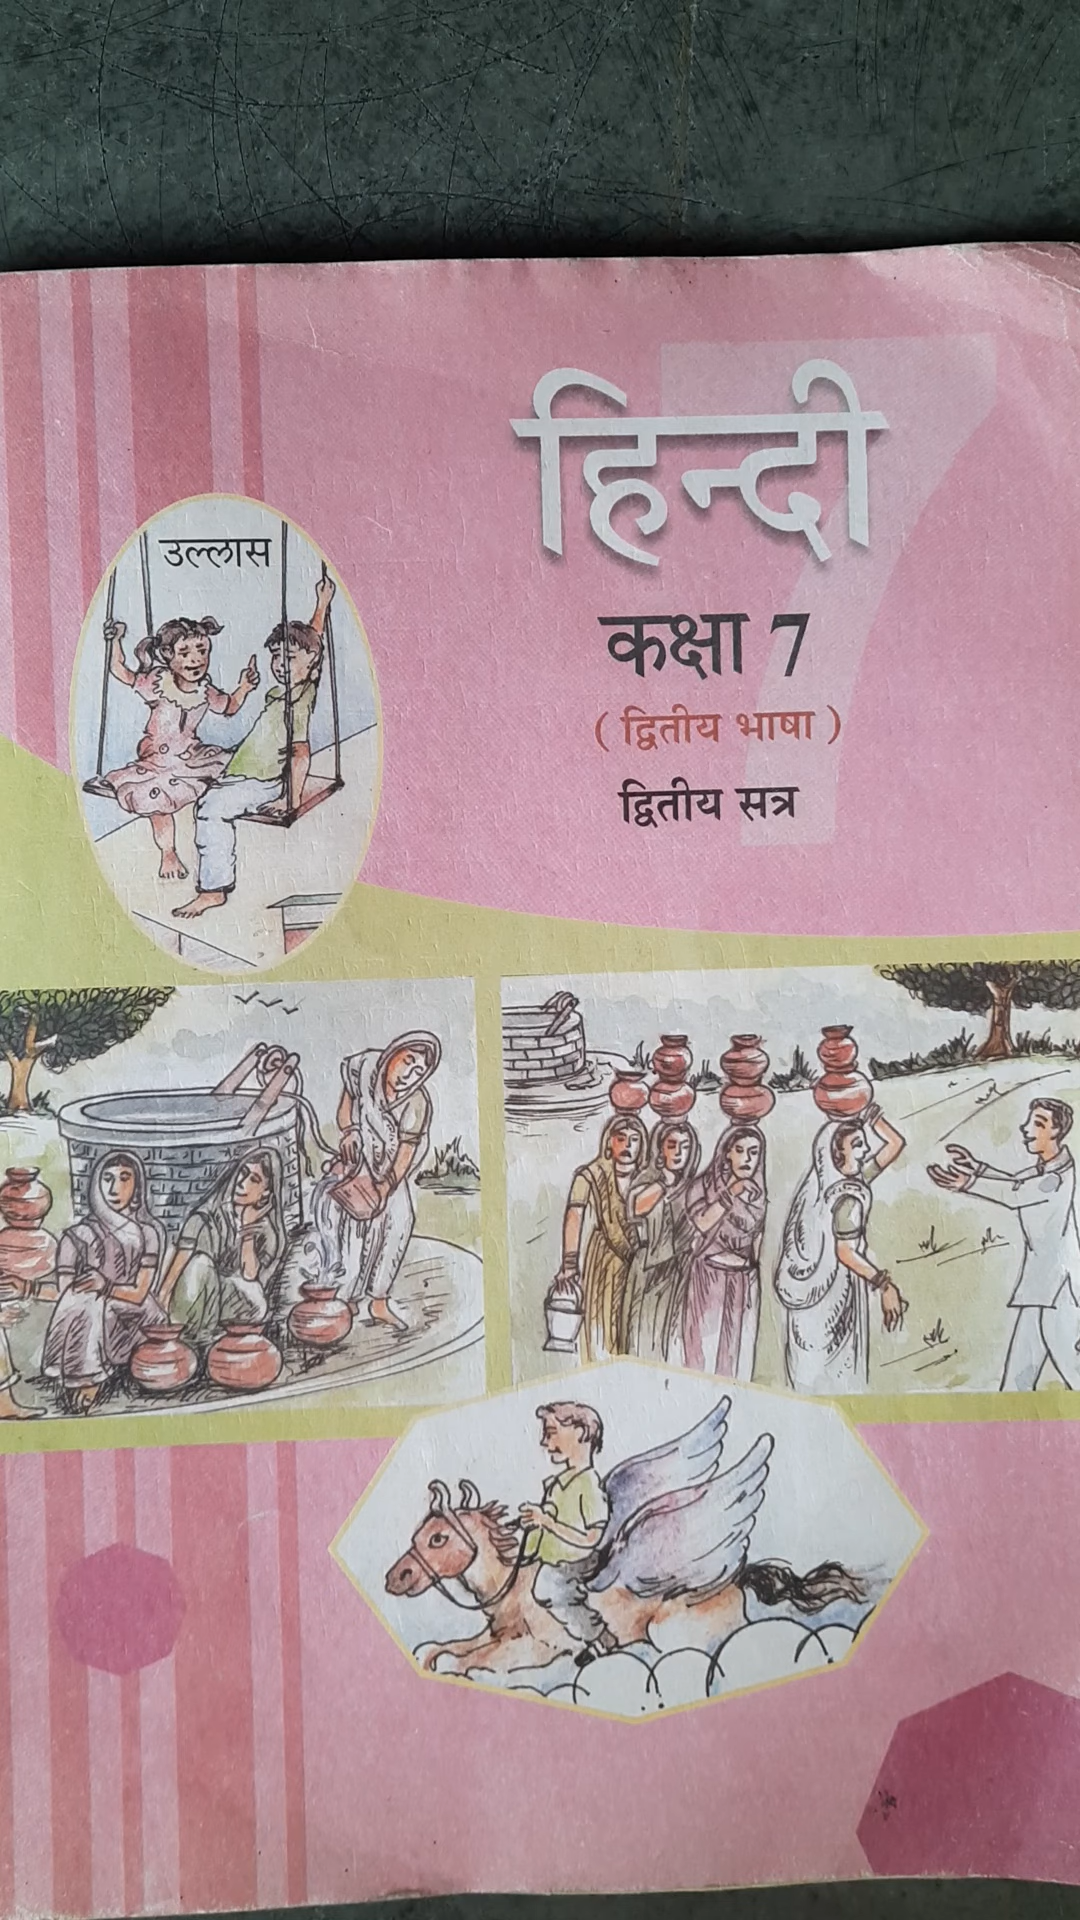 हिन्दी
कक्षा 7
( द्वितीय भाषा )
द्वितीय सत्र
उल्लास